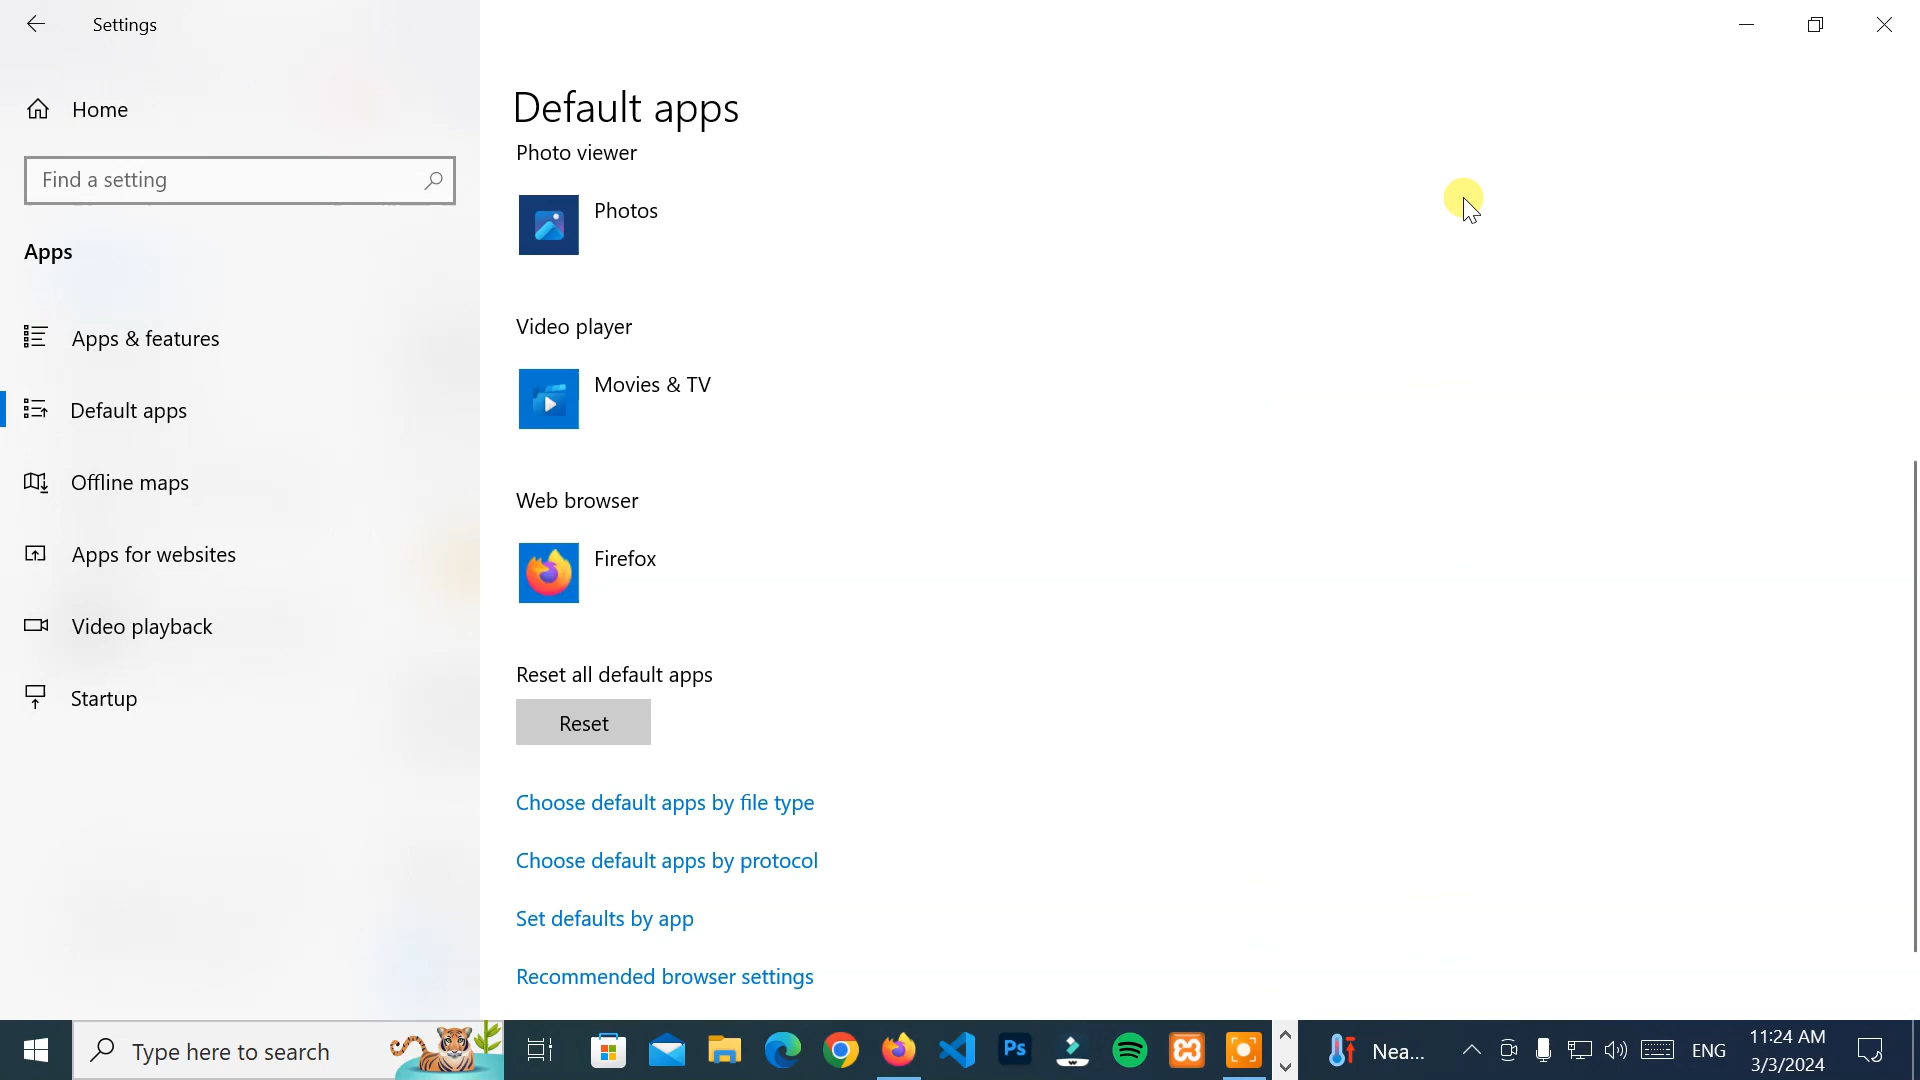 Settings
Home
Find a setting
Apps
Apps & features
Default apps
Offline maps
Apps for websites
Video playback
Startup
Default apps
Photo viewer
Photos
Video player
Movies & TV
Web browser
Firefox
Reset all default apps
Reset
Choose default apps by file type
Choose default apps by protocol
Set defaults by app
Recommended browser settings
Type here to search
Ps
Nea...
ENG
11:24 AM
3/3/2024